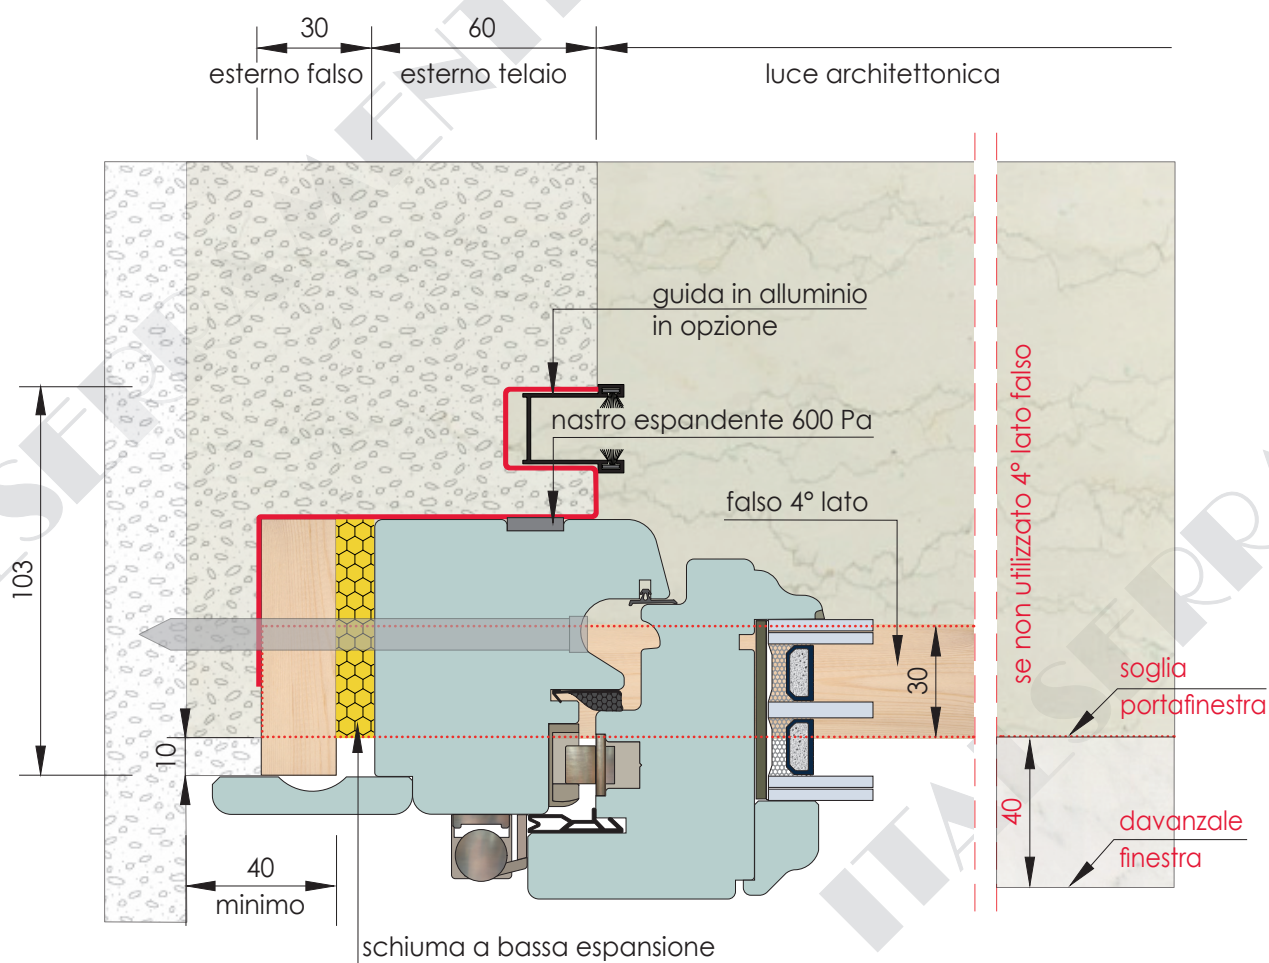 30
60
esterno falso
esterno telaio
luce architettonica
guida in alluminio
in opzione
nastro espandente 600 Pa
falso 4° lato
se non utilizzato 4° lato falso
103
30
soglia
portafinestra
10
40
davanzale
finestra
40
minimo
schiuma a bassa espansione